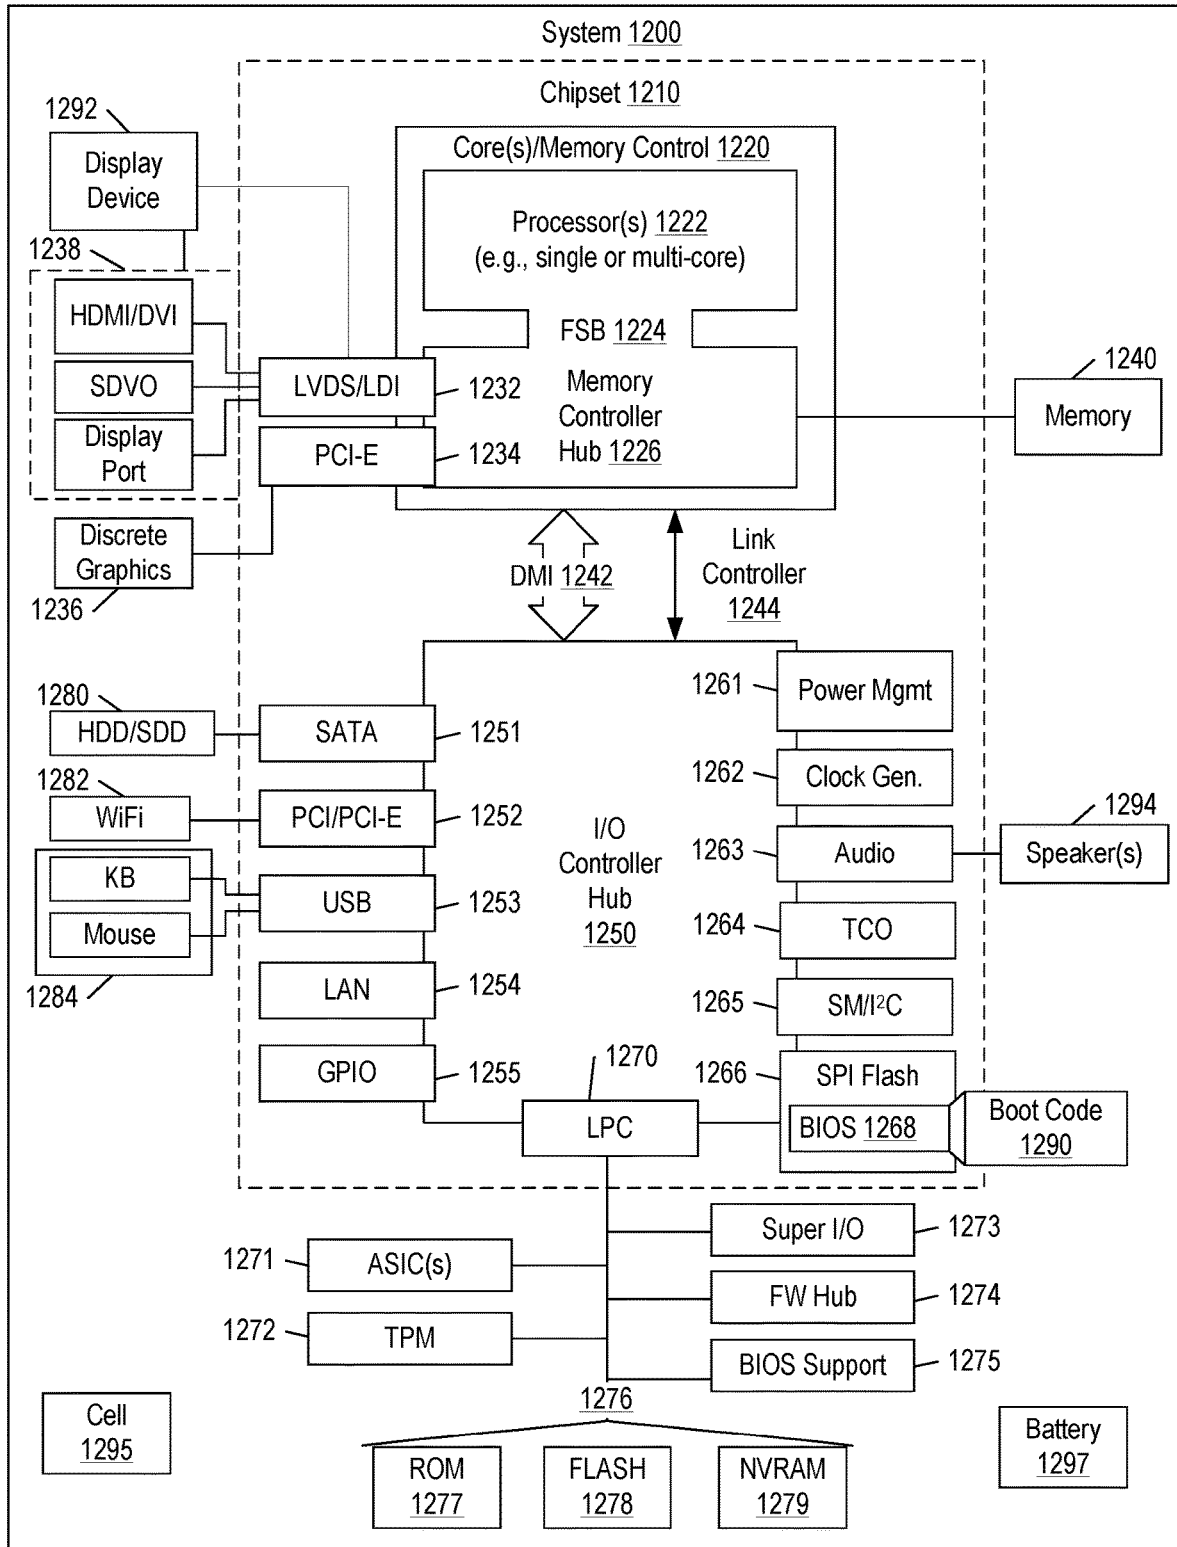 System 1200
Chipset 1210
1292
Display
Device
Core(s)/Memory Control 1220
Processor(s) 1222
(e.g., single or multi-core)
1238
HDMI/DVI
SDVO
Display
Port
FSB 1224
LVDS/LDI
1232
PCI-E
1234
Memory
Controller
Hub 1226
1240
Memory
Discrete
Graphics
1236
DMI 1242
Link
Controller
1244
1280
HDD/SDD
SATA
1251
1261
Power Mgmt
1282
WiFi
PCI/PCI-E
1252
1262
Clock Gen.
KB
Mouse
1284
USB
1253
I/O
Controller
Hub
1250
1263
Audio
1294
Speaker(s)
1264
TCO
LAN
1254
1265
SM/I²C
GPIO
1255
1270
LPC
1266
SPI Flash
BIOS 1268
Boot Code
1290
1271
ASIC(s)
Super I/O
1273
1272
TPM
FW Hub
1274
BIOS Support
1275
1276
Cell
1295
ROM
1277
FLASH
1278
NVRAM
1279
Battery
1297